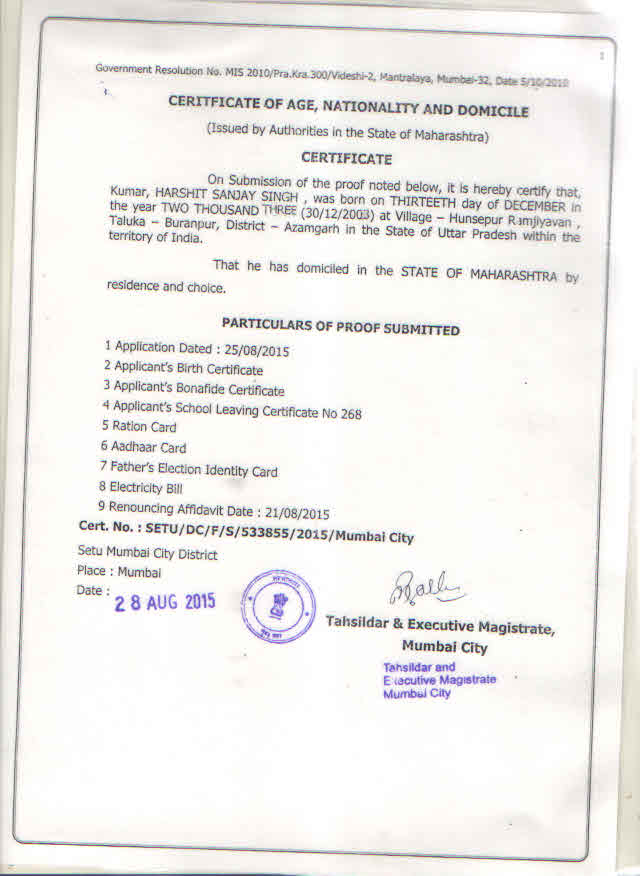 Government Resolution No. MIS 2010/Pra.Kra.300/Videshi-2, Mantralaya, Mumbai-32, Date 5/10/2010
CERITFICATE OF AGE, NATIONALITY AND DOMICILE
(Issued by Authorities in the State of Maharashtra)
CERTIFICATE
On Submission of the proof noted below, it is hereby certify that,
Kumar, HARSHIT SANJAY SINGH , was born on THIRTEETH day of DECEMBER in
the year TWO THOUSAND THREE (30/12/2003) at Village – Hunsepur Ramjiyavan ,
Taluka – Buranpur, District – Azamgarh in the State of Uttar Pradesh within the
territory of India.
That he has domiciled in the STATE OF MAHARASHTRA by
residence and choice.
PARTICULARS OF PROOF SUBMITTED
1 Application Dated : 25/08/2015
2 Applicant's Birth Certificate
3 Applicant's Bonafide Certificate
4 Applicant's School Leaving Certificate No 268
5 Ration Card
6 Aadhaar Card
7 Father's Election Identity Card
8 Electricity Bill
9 Renouncing Affidavit Date : 21/08/2015
Cert. No. : SETU/DC/F/S/533855/2015/Mumbai City
Setu Mumbai City District
Place : Mumbai
Date :
28 AUG 2015
Tahsildar & Executive Magistrate,
Mumbai City
Tahsildar and
Executive Magistrate
Mumbai City